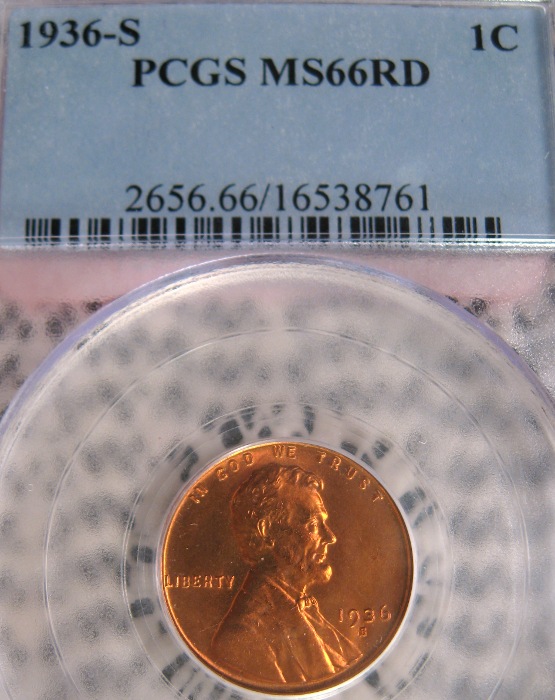 1936-S 1C
PCGS MS66RD
2656.66/16538761
IN GOD WE TRUST
LIBERTY
1936
S